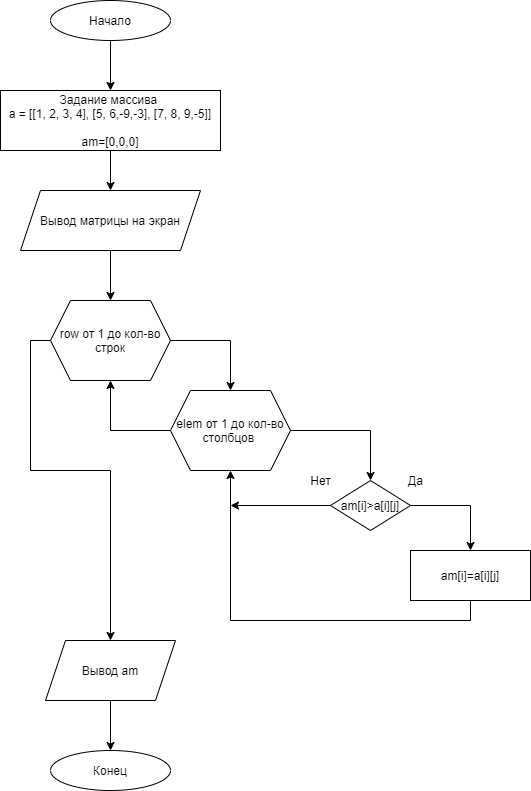 Начало
Задание массива
a = [[1, 2, 3, 4], [5, 6,-9,-3], [7, 8, 9,-5]]
am=[0,0,0]
Вывод матрицы на экран
row от 1 до кол-во
строк
elem от 1 до кол-во
столбцов
Нет
Да
am[i]>a[i][j]
am[i]=a[i][j]
Вывод am
Конец